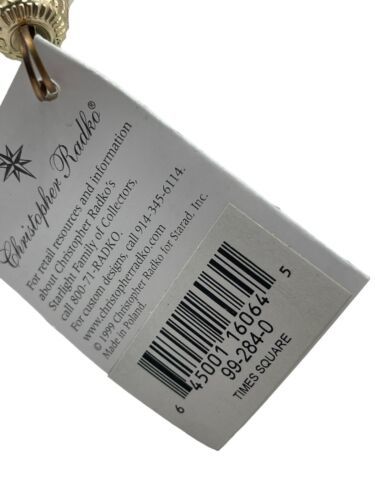 Christopher Radko®
For retail resources and information
about Christopher Radko's
Starlight Family of Collectors,
call 800-71-RADKO.
For custom designs, call 914-345-6114.
www.christopherradko.com
© 1999 Christopher Radko for Starad, Inc.
Made in Poland.
6 45001 16064 5
99-284-0
TIMES SQUARE